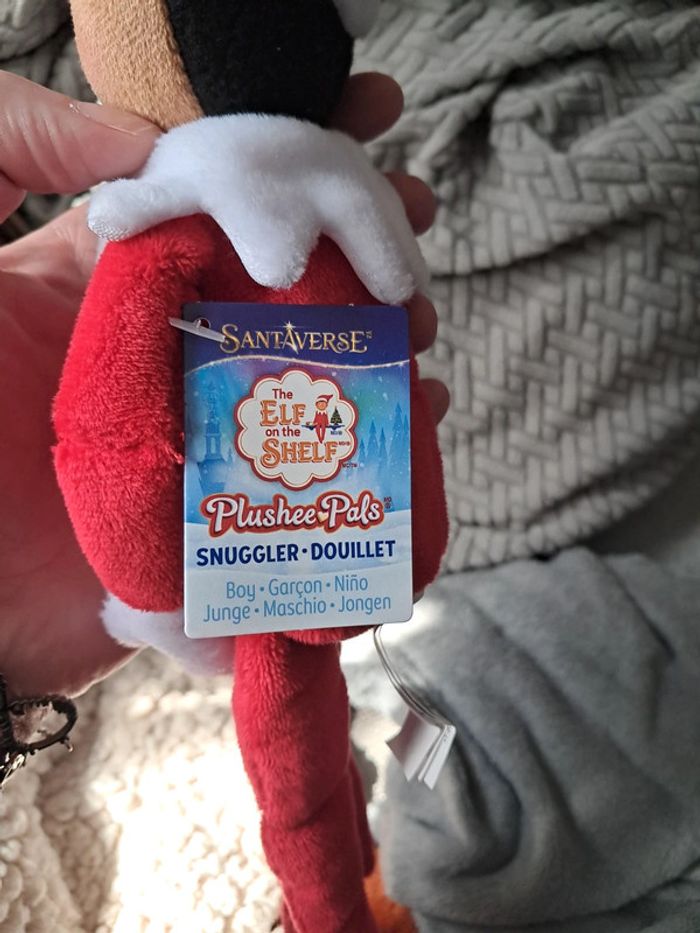 SANTAVERSE
The
ELF
on the
SHELF
Plushee Pals
SNUGGLER • DOUILLET
Boy • Garçon • Niño
Junge • Maschio • Jongen